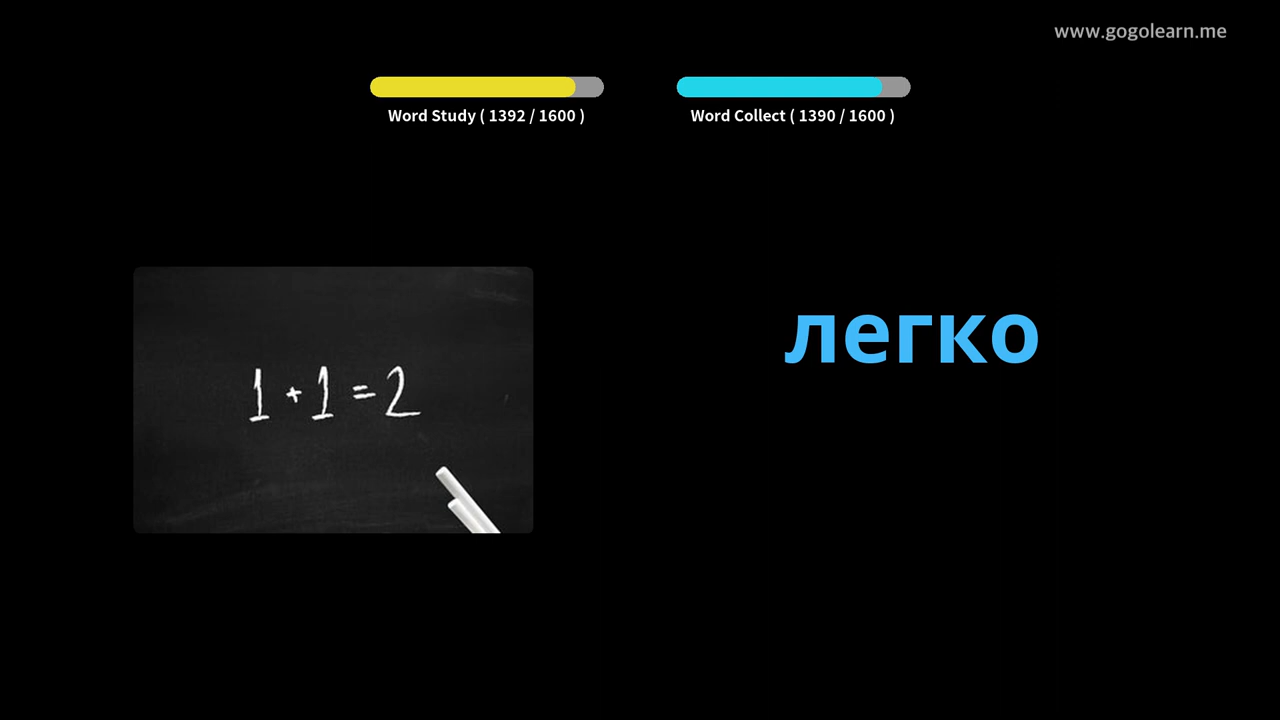 www.gogolearn.me
Word Study ( 1392 / 1600 )
Word Collect ( 1390 / 1600 )
1 + 1 = 2
легко